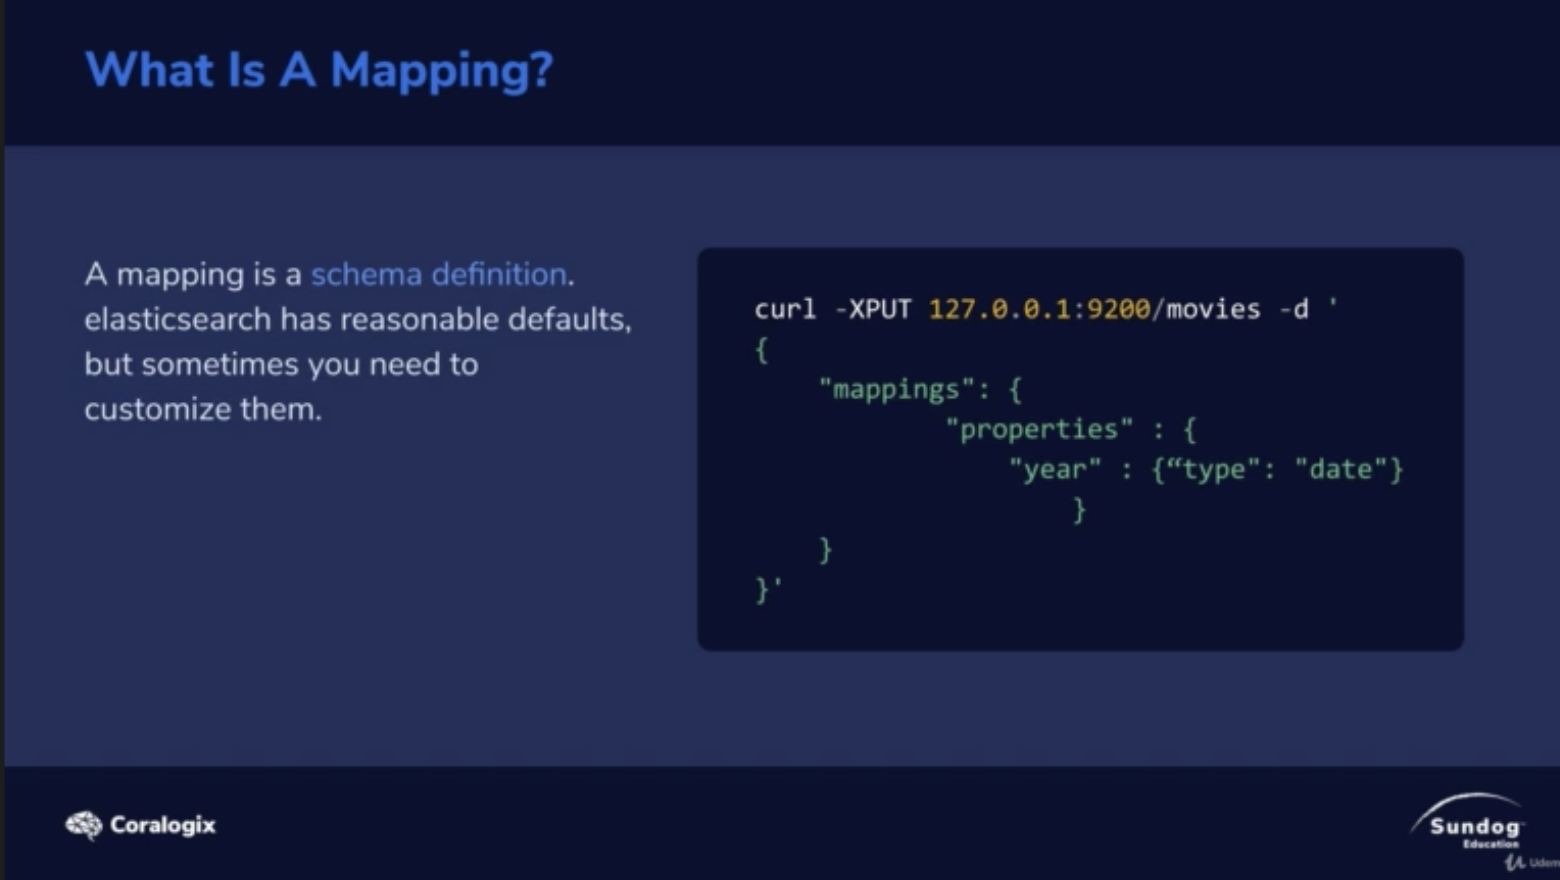 What Is A Mapping?
A mapping is a schema definition.
elasticsearch has reasonable defaults,
but sometimes you need to
customize them.
curl -XPUT 127.0.0.1:9200/movies -d '
{
"mappings": {
"properties" : {
"year" : {“type": "date"}
}
}
}'
Coralogix
Sundog
Education